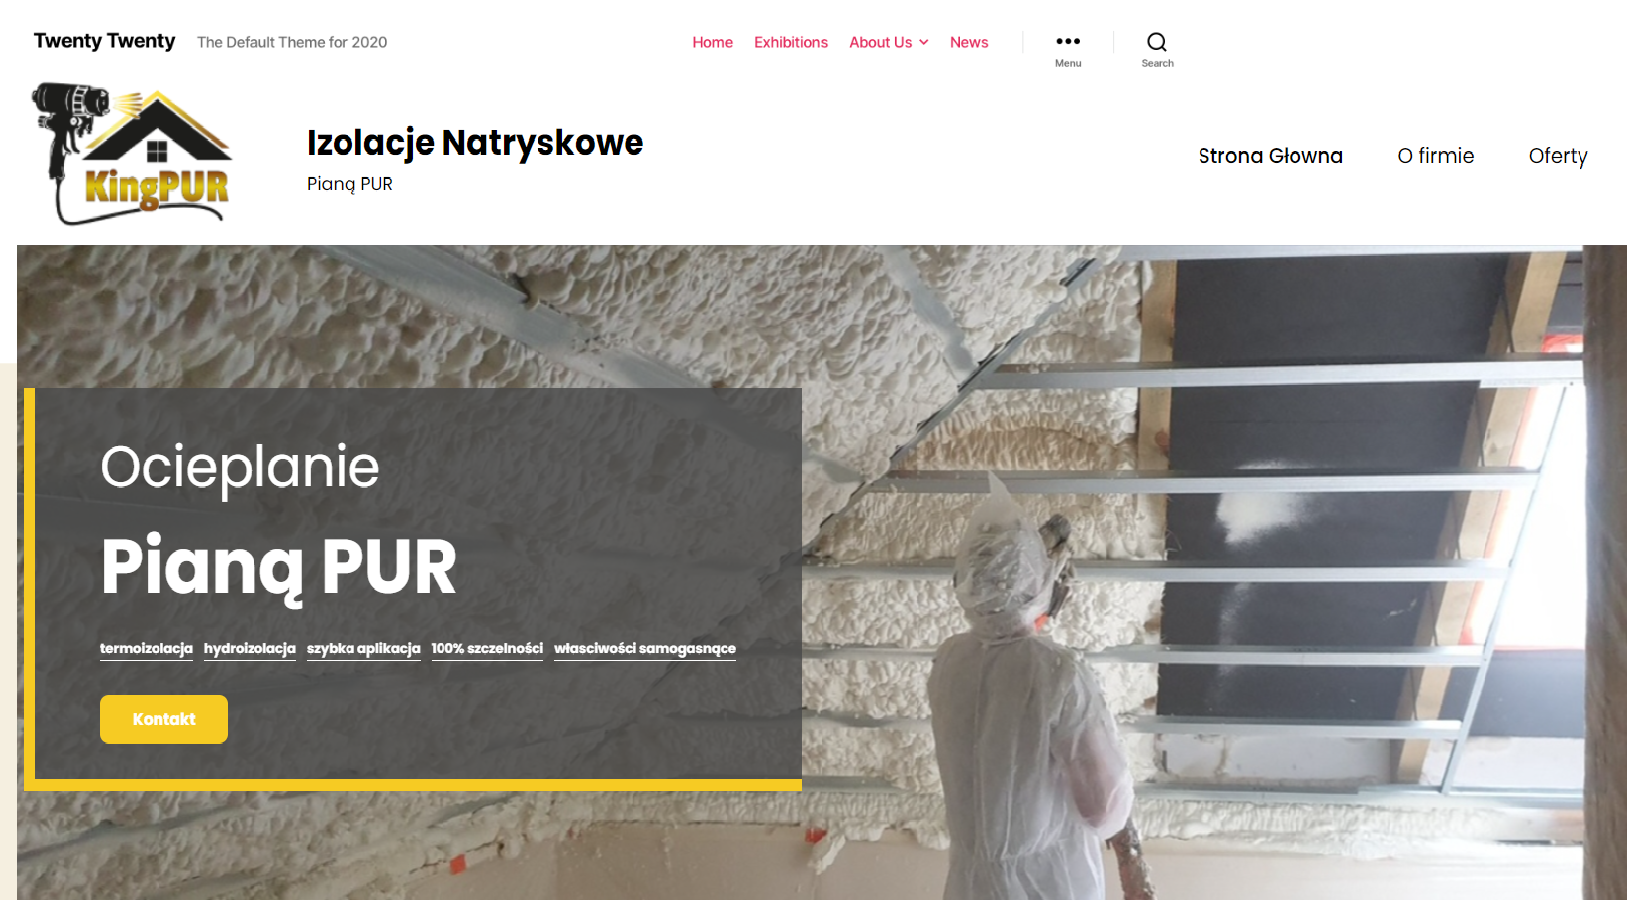 Twenty Twenty The Default Theme for 2020 Home Exhibitions About Us News
Menu Search
KingPUR
Izolacje Natryskowe
Pianą PUR
Strona Głowna O firmie Oferty
Ocieplanie
Pianą PUR
termoizolacja hydroizolacja szybka aplikacja 100% szczelności własciwości samogasnące
Kontakt